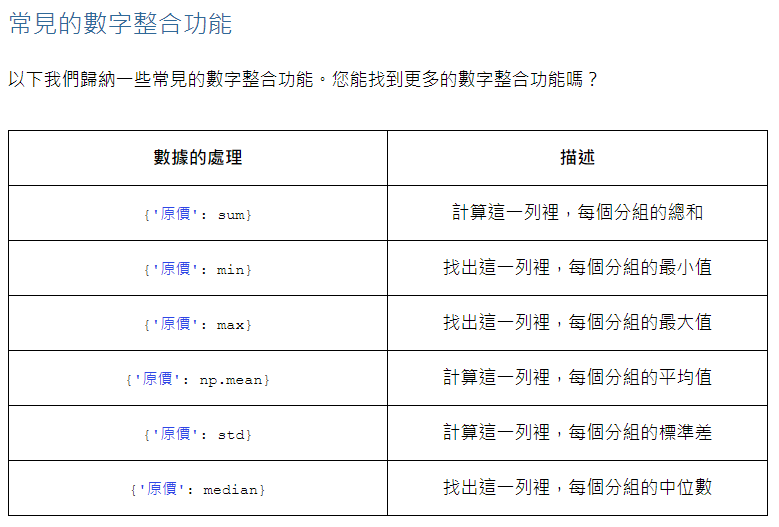 常見的數字整合功能
以下我們歸納一些常見的數字整合功能。您能找到更多的數字整合功能嗎？
數據的處理 描述
{'原價': sum} 計算這一列裡，每個分組的總和
{'原價': min} 找出這一列裡，每個分組的最小值
{'原價': max} 找出這一列裡，每個分組的最大值
{'原價': np.mean} 計算這一列裡，每個分組的平均值
{'原價': std} 計算這一列裡，每個分組的標準差
{'原價': median} 找出這一列裡，每個分組的中位數